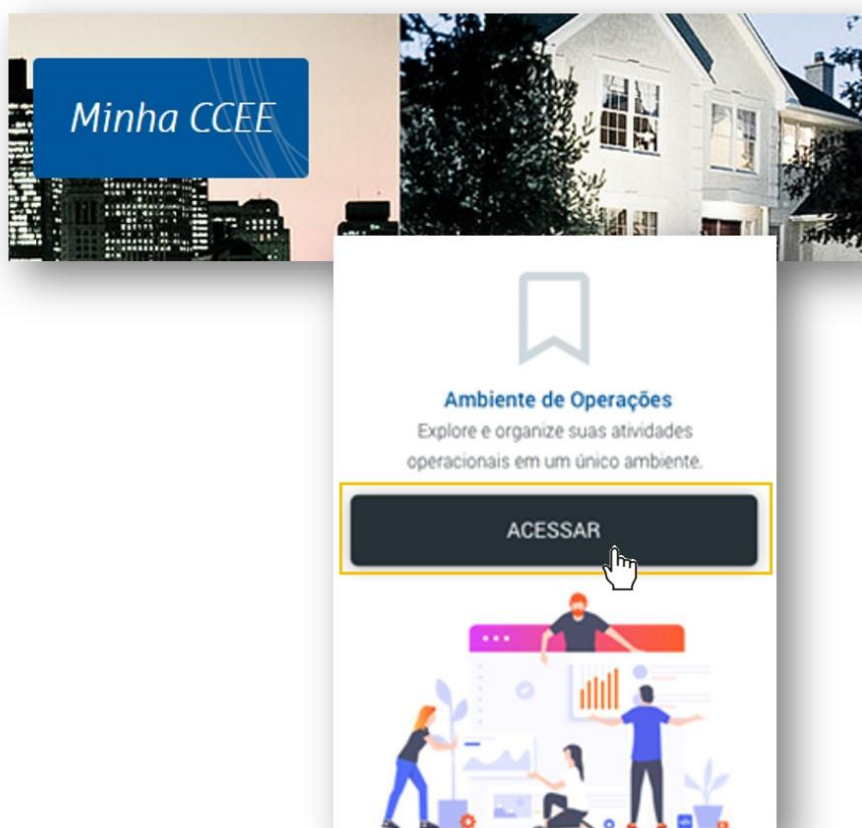 Minha CCEE
Ambiente de Operações
Explore e organize suas atividades
operacionais em um único ambiente.
ACESSAR